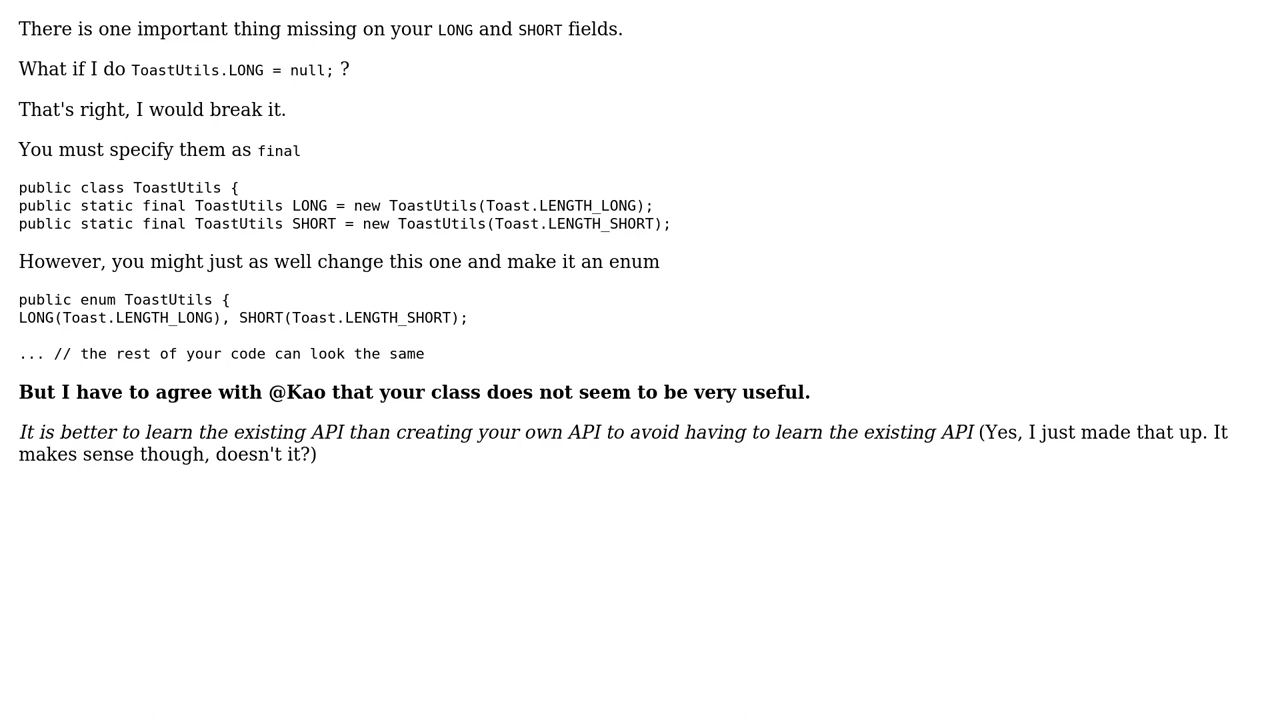 There is one important thing missing on your LONG and SHORT fields.
What if I do ToastUtils.LONG = null; ?
That's right, I would break it.
You must specify them as final
public class ToastUtils {
public static final ToastUtils LONG = new ToastUtils(Toast.LENGTH_LONG);
public static final ToastUtils SHORT = new ToastUtils(Toast.LENGTH_SHORT);
However, you might just as well change this one and make it an enum
public enum ToastUtils {
LONG(Toast.LENGTH_LONG), SHORT(Toast.LENGTH_SHORT);
... // the rest of your code can look the same
But I have to agree with @Kao that your class does not seem to be very useful.
It is better to learn the existing API than creating your own API to avoid having to learn the existing API (Yes, I just made that up. It
makes sense though, doesn't it?)